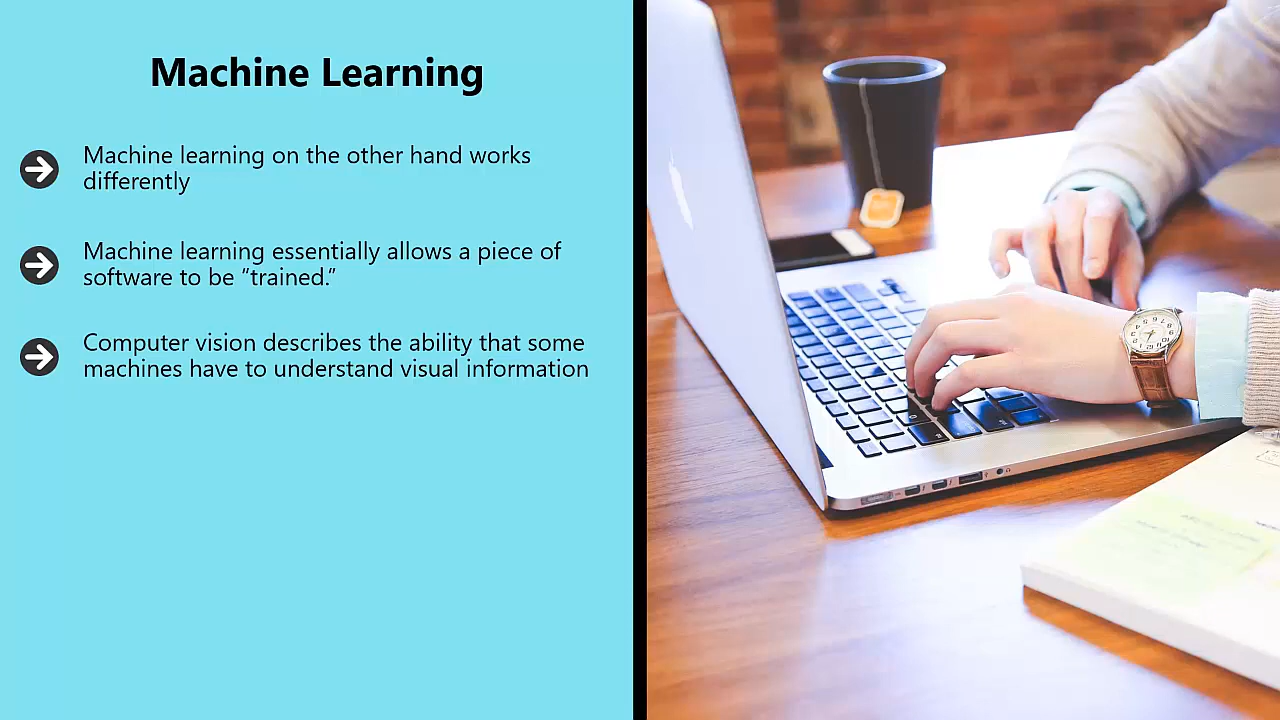 Machine Learning
Machine learning on the other hand works
differently
Machine learning essentially allows a piece of
software to be “trained.”
Computer vision describes the ability that some
machines have to understand visual information